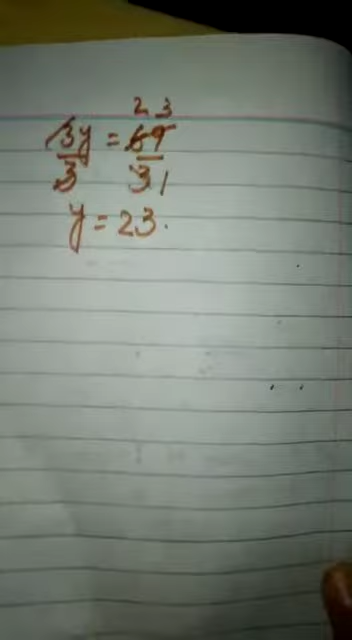 2 3
3y = 69
3 3 1
y = 23.